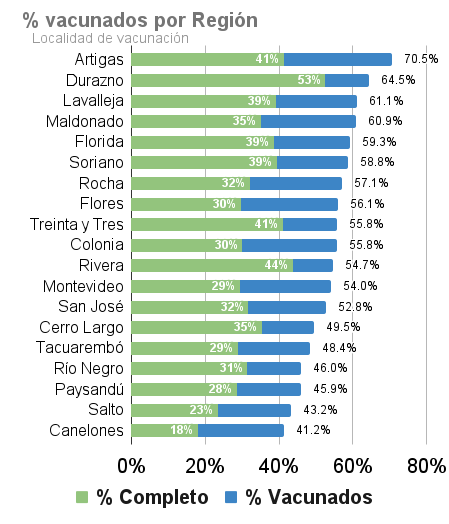 % vacunados por Región
Localidad de vacunación
Artigas 41% 70.5%
Durazno 53% 64.5%
Lavalleja 39% 61.1%
Maldonado 35% 60.9%
Florida 39% 59.3%
Soriano 39% 58.8%
Rocha 32% 57.1%
Flores 30% 56.1%
Treinta y Tres 41% 55.8%
Colonia 30% 55.8%
Rivera 44% 54.7%
Montevideo 29% 54.0%
San José 32% 52.8%
Cerro Largo 35% 49.5%
Tacuarembó 29% 48.4%
Río Negro 31% 46.0%
Paysandú 28% 45.9%
Salto 23% 43.2%
Canelones 18% 41.2%
0% 20% 40% 60% 80%
% Completo % Vacunados